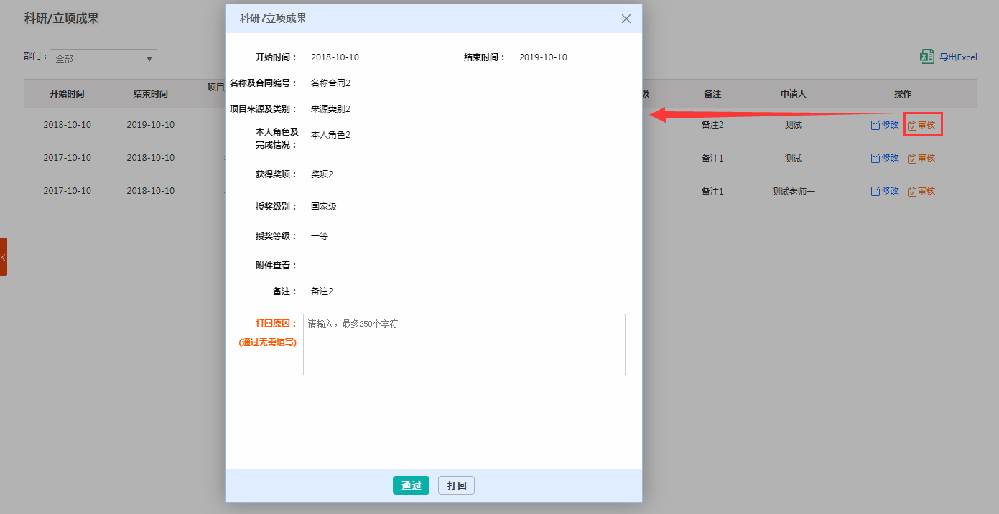 科研/立项成果
部门： 全部
导出Excel
开始时间 结束时间 项目 级 备注 申请人 操作
2018-10-10 2019-10-10 备注2 测试 修改 审核
2017-10-10 2018-10-10 备注1 测试 修改 审核
2017-10-10 2018-10-10 备注1 测试老师一 修改 审核
科研/立项成果
开始时间： 2018-10-10 结束时间： 2019-10-10
名称及合同编号： 名称合同2
项目来源及类别： 来源类别2
本人角色及
完成情况： 本人角色2
获得奖项： 奖项2
授奖级别： 国家级
授奖等级： 一等
附件查看：
备注： 备注2
打回原因： 请输入，最多250个字符
(通过无需填写)
通过 打回